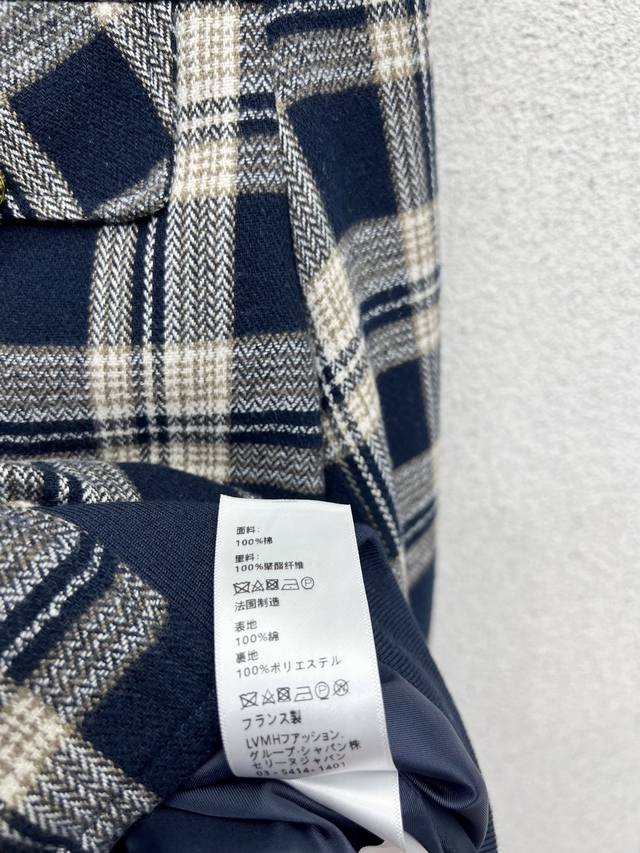 面料:
100%棉
里料:
100%聚酯纤维
法国制造
表地
100%綿
裏地
100%ポリエステル
フランス製
LVMHファッション.
グループ・ジャパン株
セリーヌジャパン
03-5414-1401